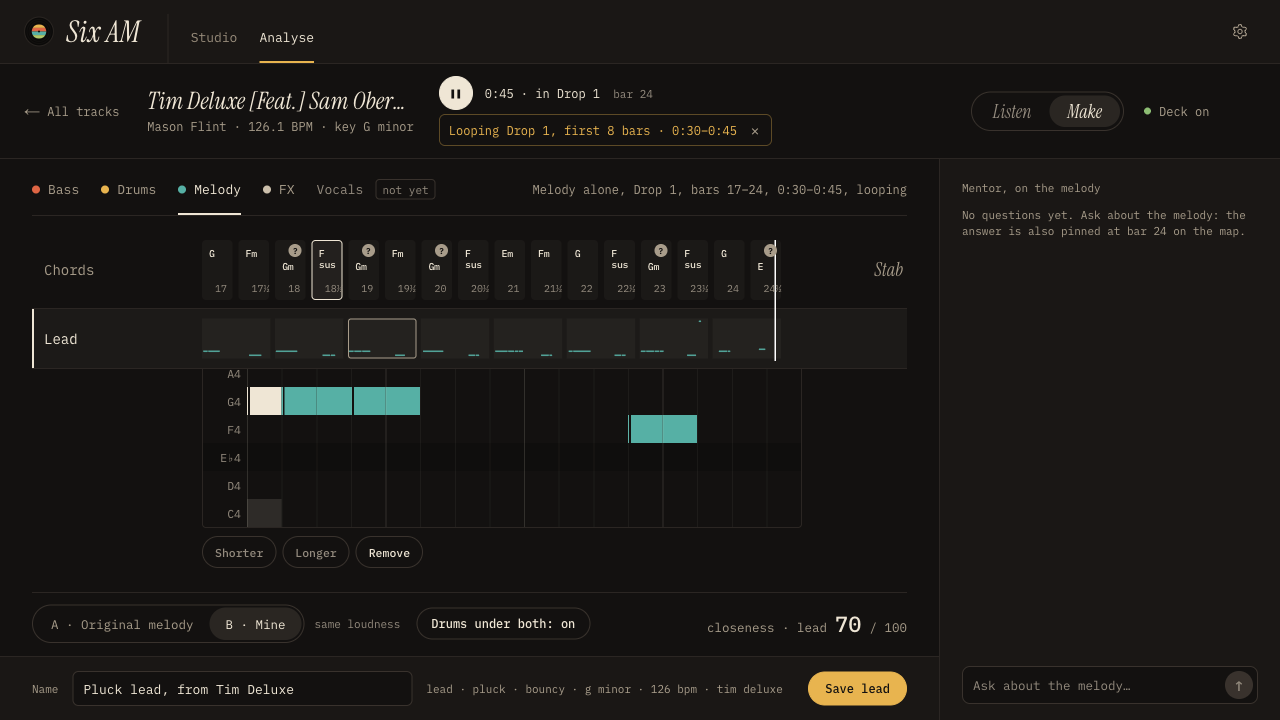 Six AM
Studio
Analyse
← All tracks
Tim Deluxe [Feat.] Sam Ober…
Mason Flint · 126.1 BPM · key G minor
0:45 · in Drop 1 bar 24
Looping Drop 1, first 8 bars · 0:30–0:45 ×
Listen
Make
Deck on
Bass
Drums
Melody
FX
Vocals
not yet
Melody alone, Drop 1, bars 17–24, 0:30–0:45, looping
Chords
G
17
Fm
17½
?
Gm
18
F
sus
18½
?
Gm
19
Fm
19½
?
Gm
20
F
sus
20½
Em
21
Fm
21½
G
22
F
sus
22½
?
Gm
23
F
sus
23½
G
24
?
E
24½
Stab
Lead
A4
G4
F4
E♭4
D4
C4
Shorter
Longer
Remove
A · Original melody
B · Mine
same loudness
Drums under both: on
closeness · lead 70 / 100
Name
Pluck lead, from Tim Deluxe
lead · pluck · bouncy · g minor · 126 bpm · tim deluxe
Save lead
Mentor, on the melody
No questions yet. Ask about the melody: the
answer is also pinned at bar 24 on the map.
Ask about the melody…
↑